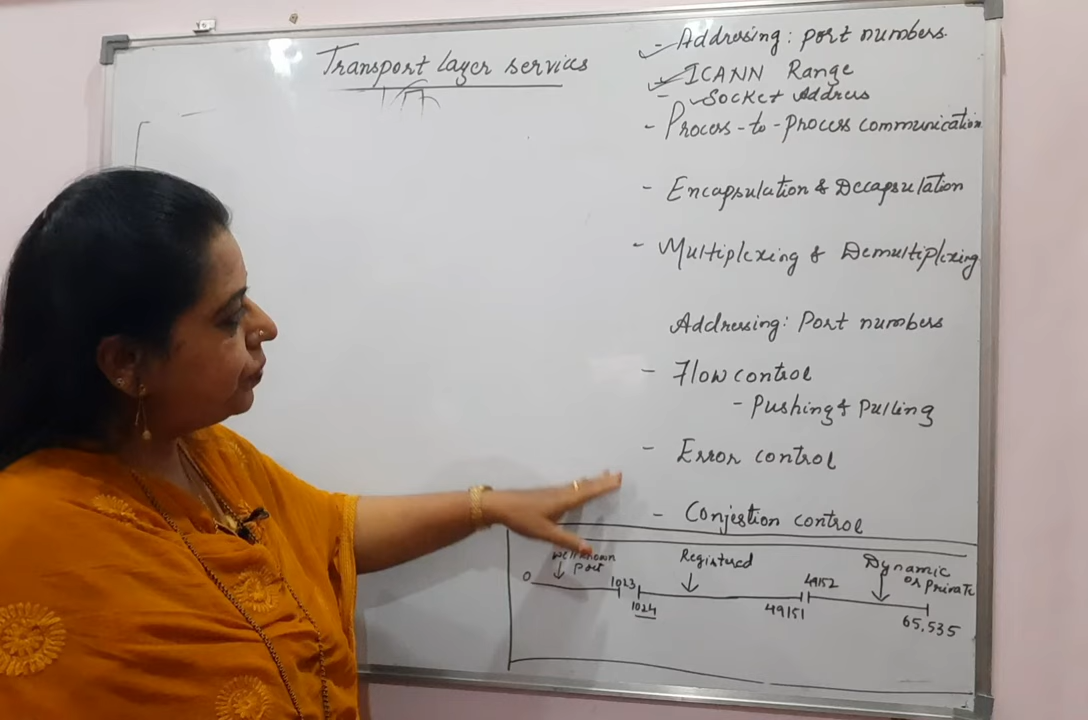 Transport layer services
- Addressing: port numbers.
- ICANN Range
- Socket Address
- Process-to-Process communication
- Encapsulation & Decapsulation
- Multiplexing & Demultiplexing
Addressing: Port numbers
- Flow control
- Pushing & Pulling
- Error control
- Conjestion control
well known port
Registered
Dynamic or Private
0
1023
1024
49151
49152
65,535